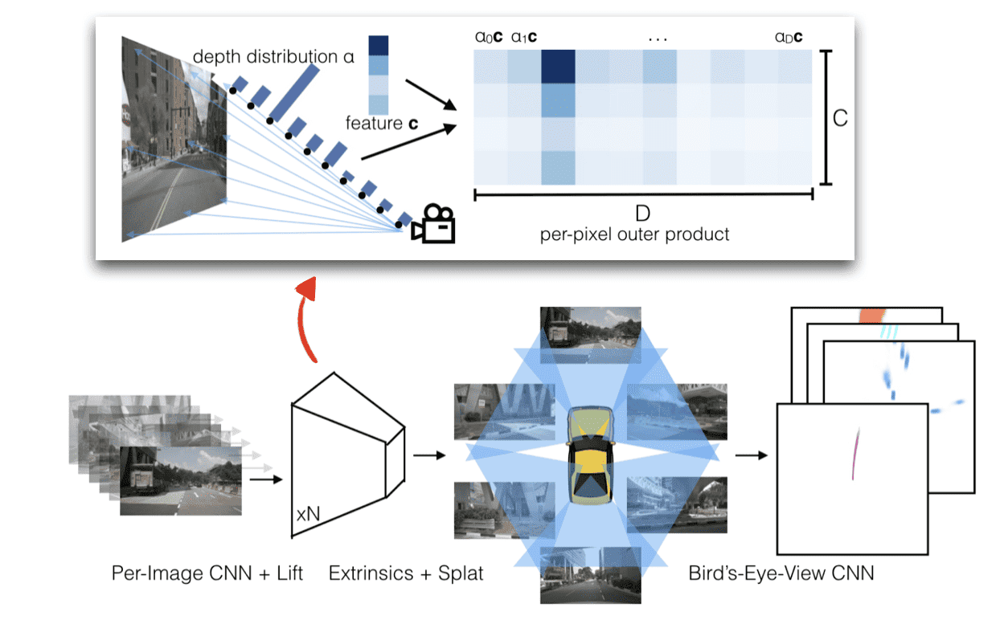 α₀c α₁c ... α_Dc
depth distribution α
feature c
C
D
per-pixel outer product
xN
Per-Image CNN + Lift
Extrinsics + Splat
Bird's-Eye-View CNN